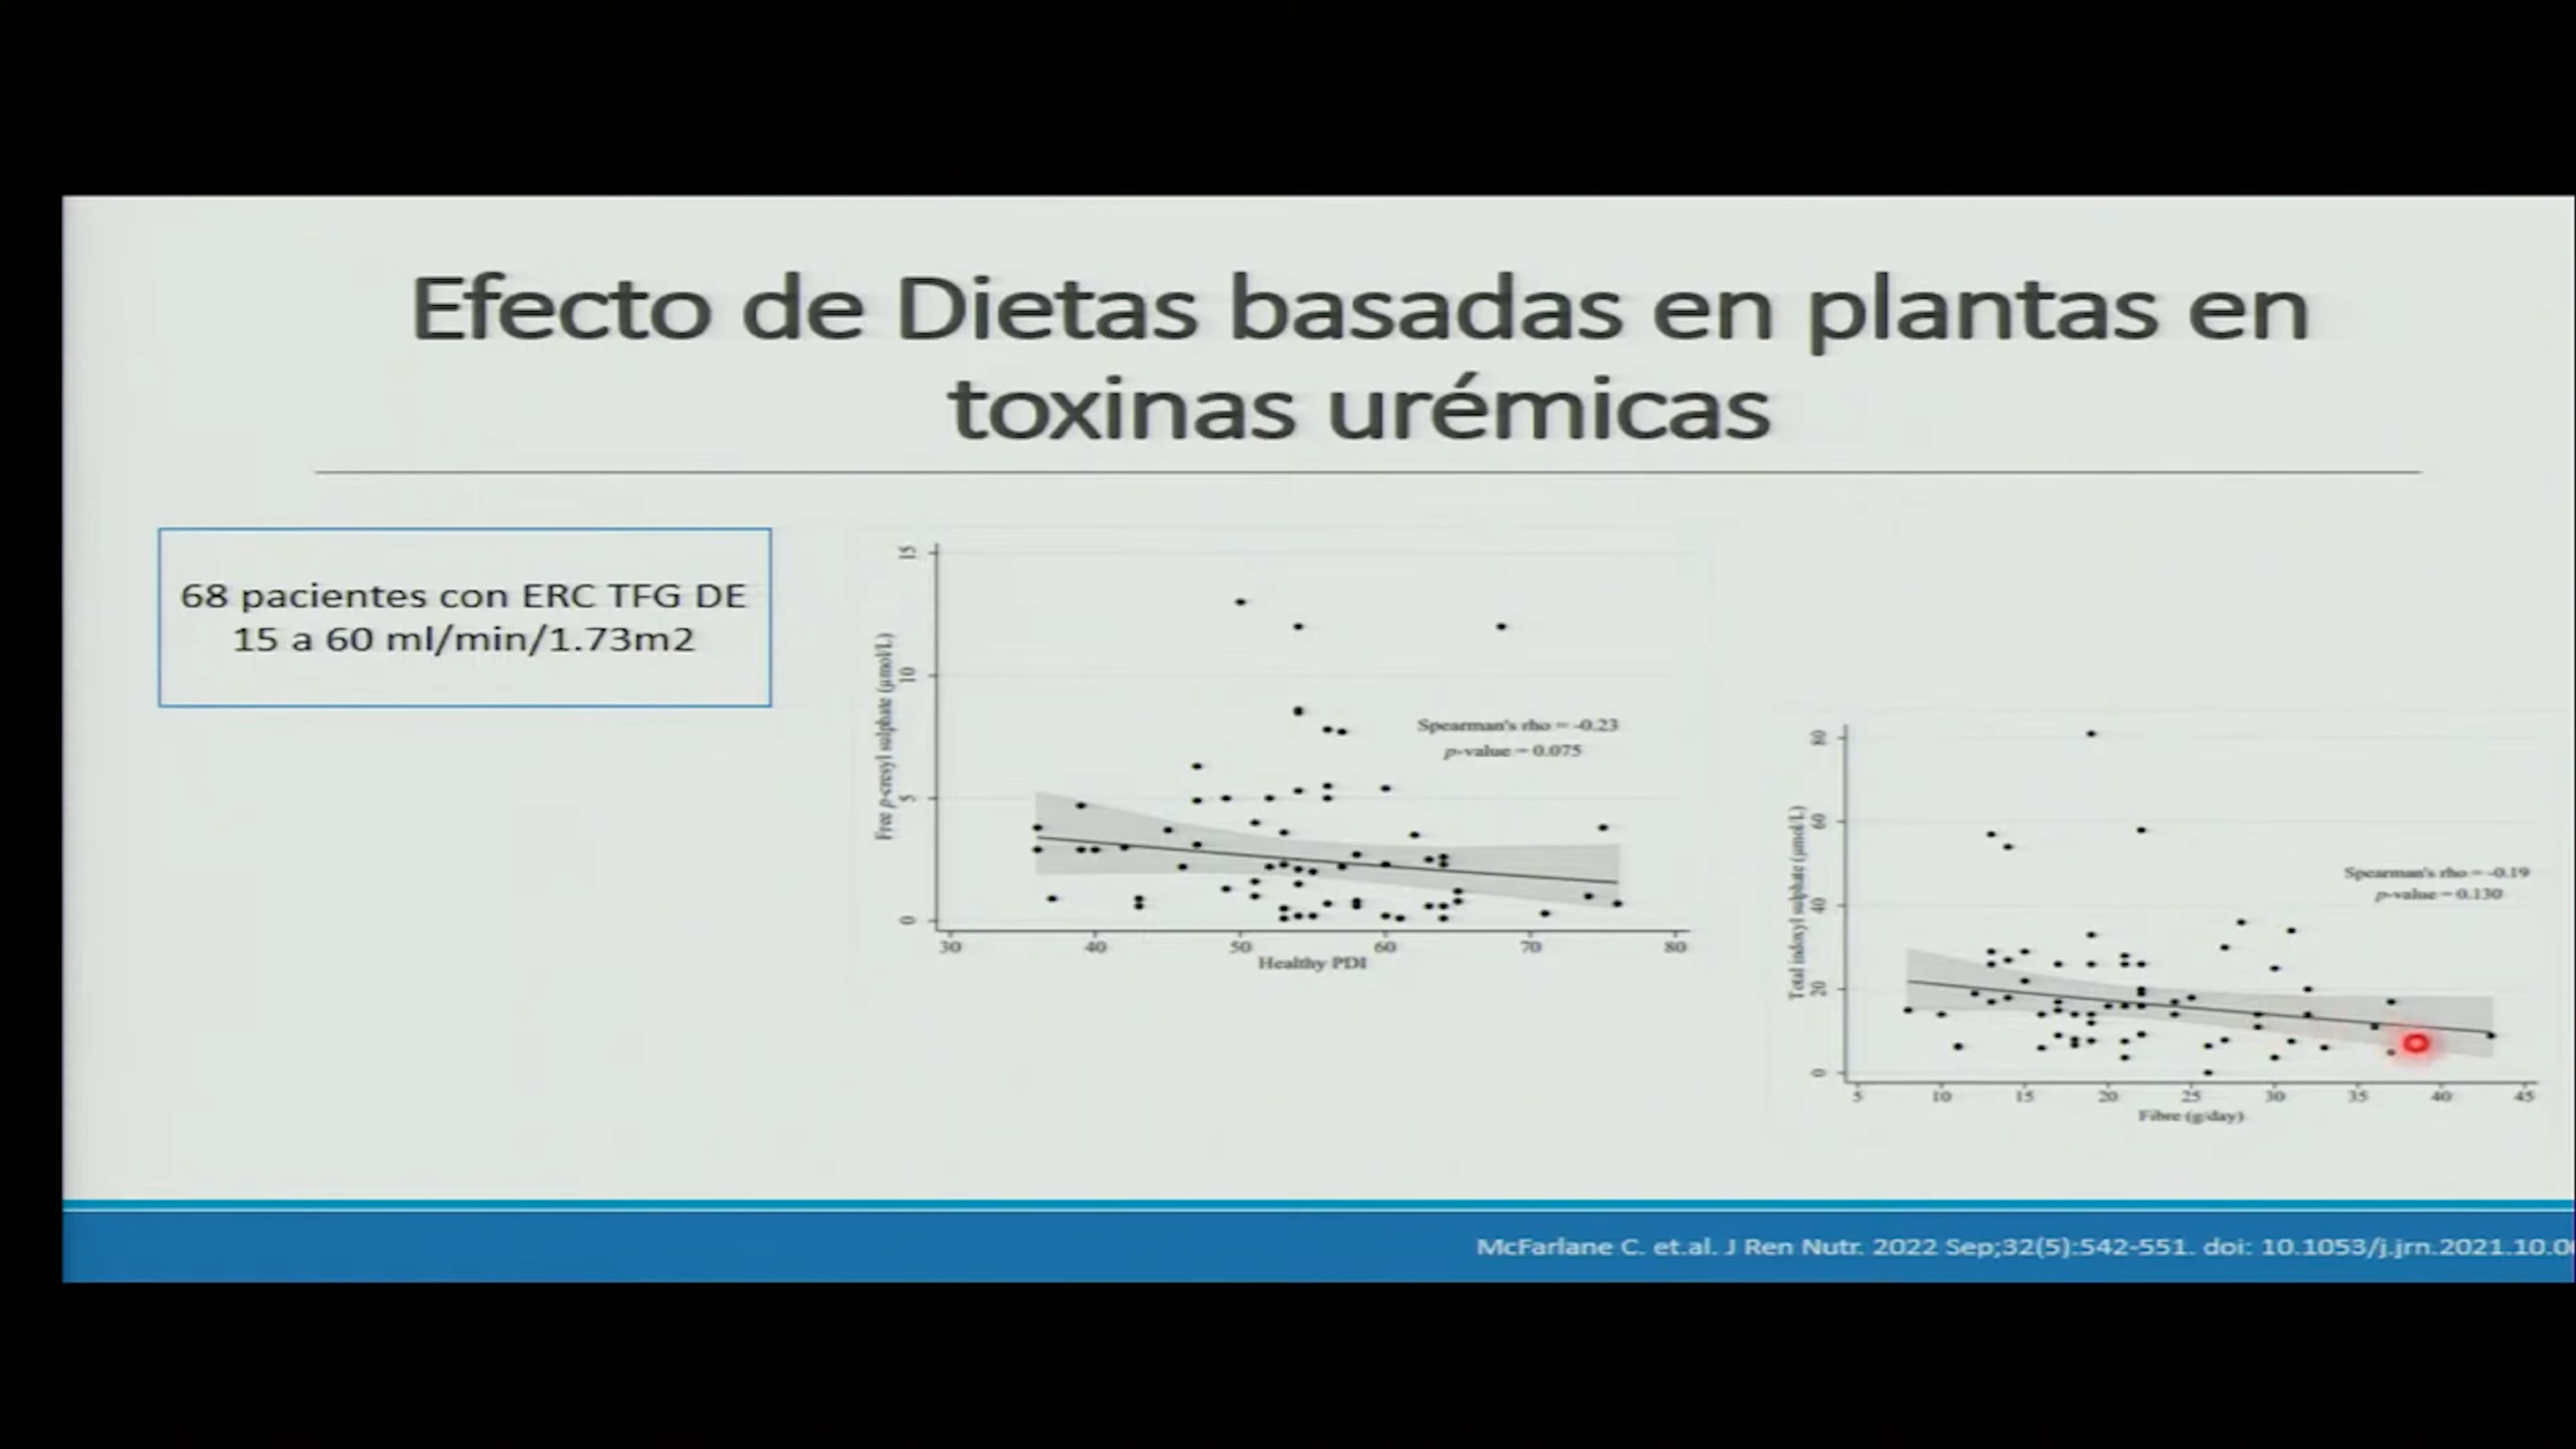 Efecto de Dietas basadas en plantas en
toxinas urémicas
68 pacientes con ERC TFG DE
15 a 60 ml/min/1.73m2
Free p-cresyl sulphate (µmol/L)
15
10
5
0
Spearman's rho = -0.23
p-value = 0.075
30 40 50 60 70 80
Healthy PDI
Total indoxyl sulphate (µmol/L)
80
60
40
20
0
Spearman's rho = -0.19
p-value = 0.130
5 10 15 20 25 30 35 40 45
Fibre (g/day)
McFarlane C. et.al. J Ren Nutr. 2022 Sep;32(5):542-551. doi: 10.1053/j.jrn.2021.10.0